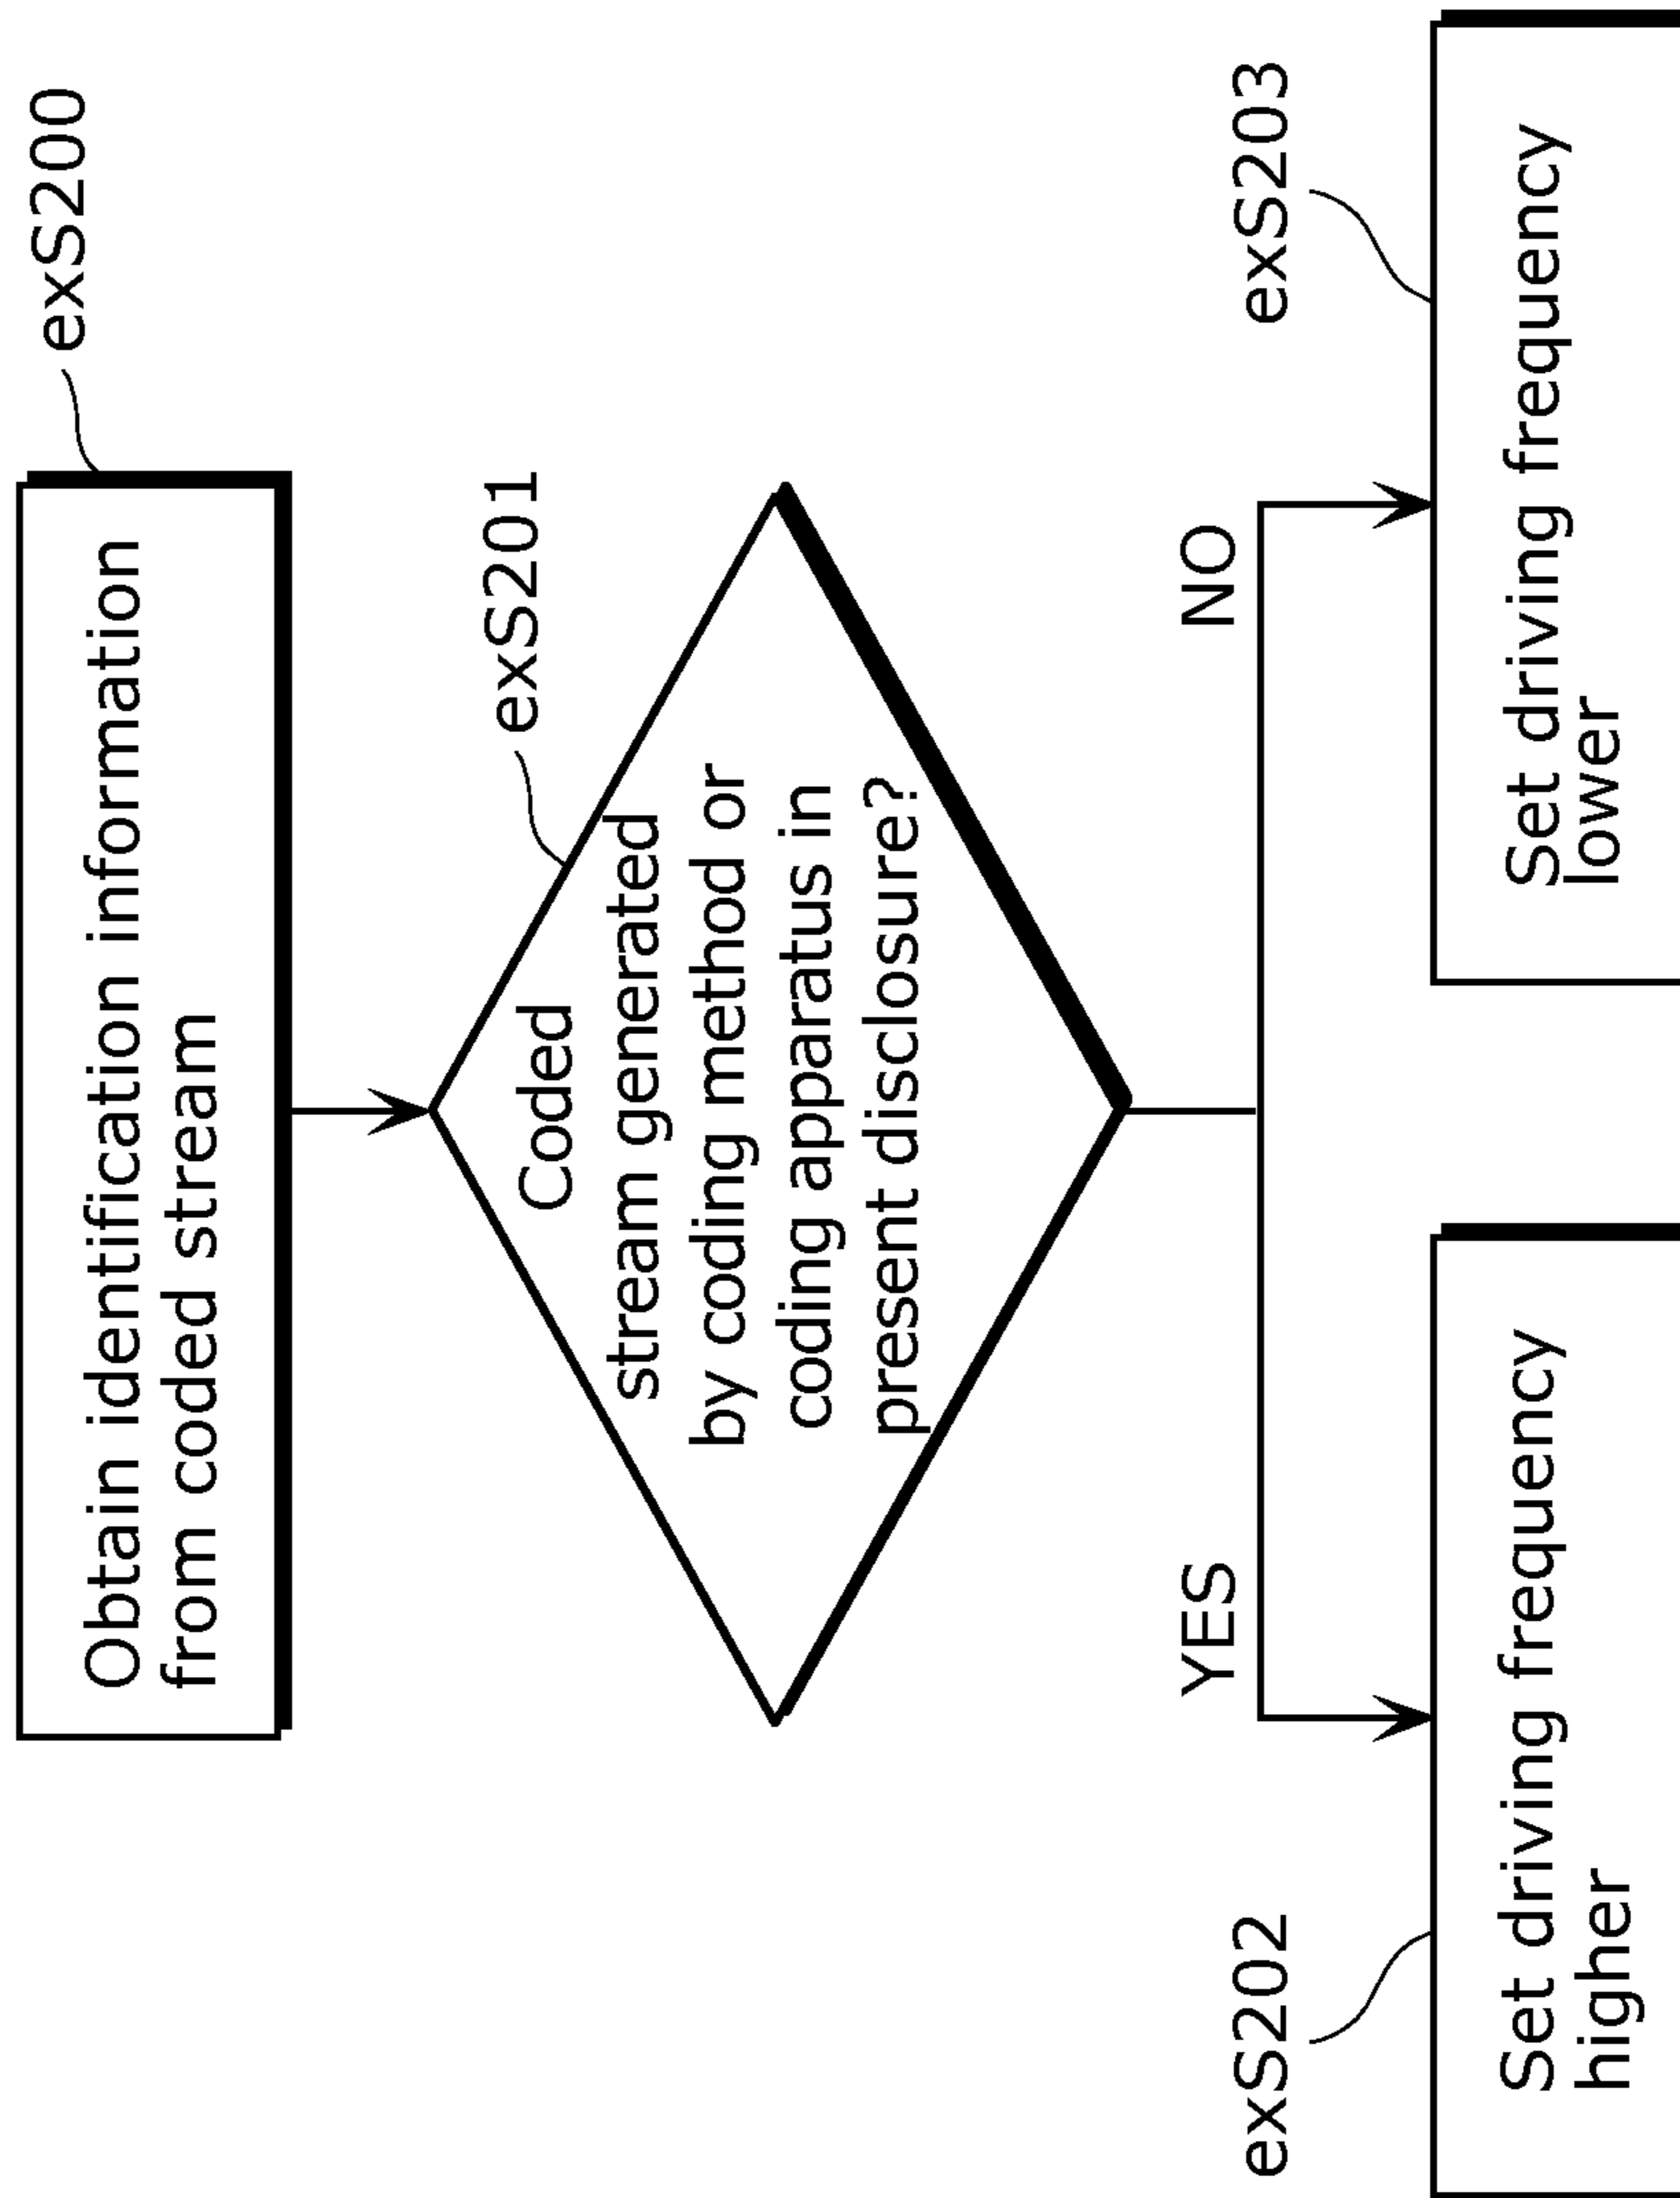 exS200
Obtain identification information
from coded stream
exS201
Coded
stream generated
by coding method or
coding apparatus in
present disclosure?
YES
NO
exS202
exS203
Set driving frequency
higher
Set driving frequency
lower